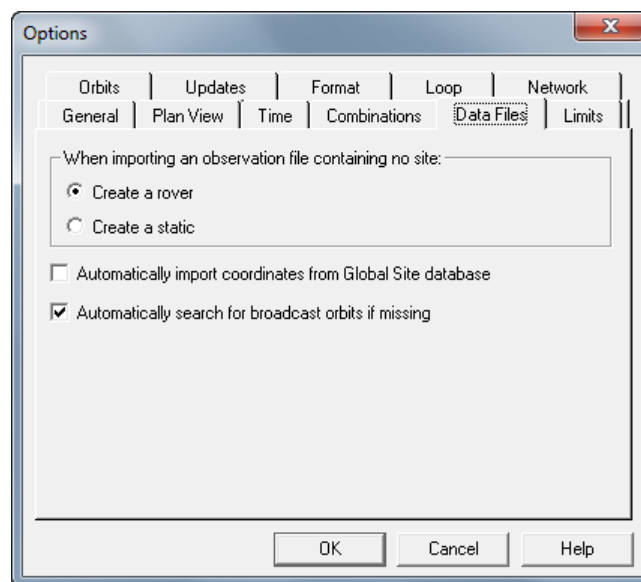 Options
Orbits Updates Format Loop Network
General Plan View Time Combinations Data Files Limits
When importing an observation file containing no site:
Create a rover
Create a static
Automatically import coordinates from Global Site database
Automatically search for broadcast orbits if missing
OK Cancel Help